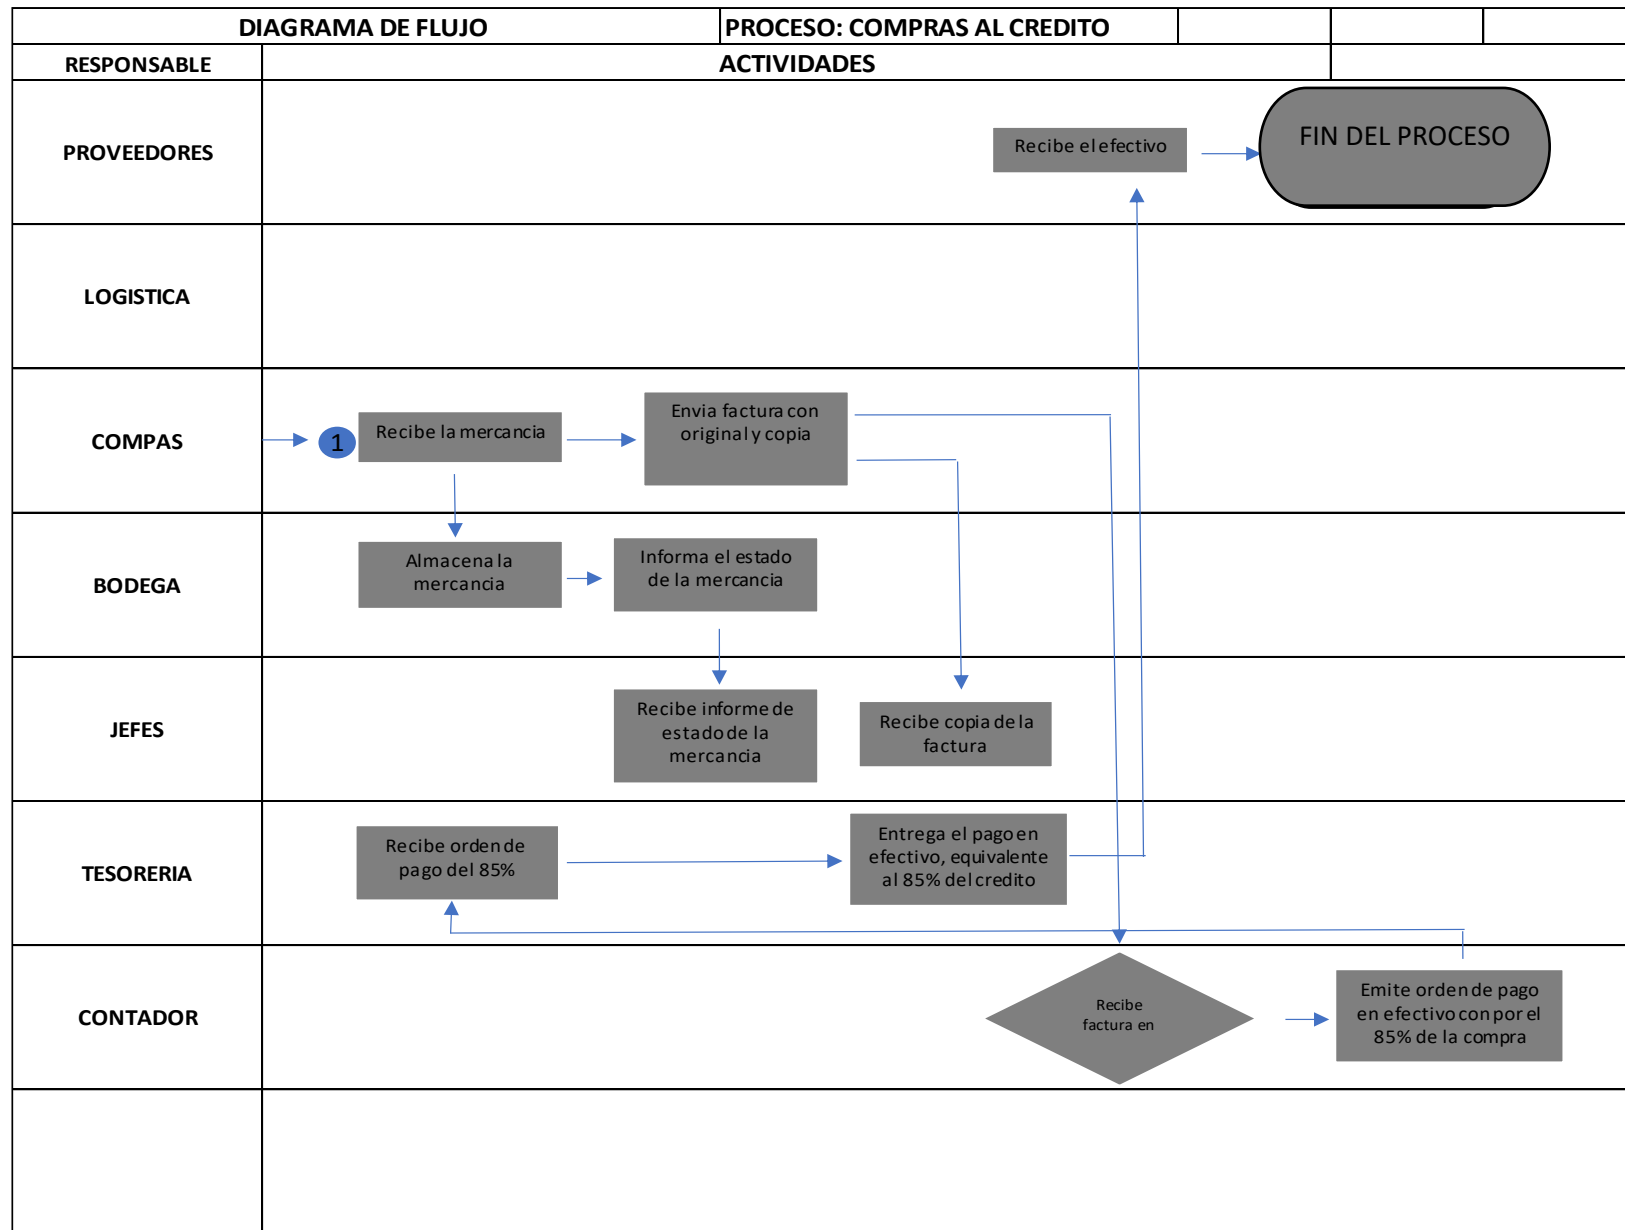 DIAGRAMA DE FLUJO
PROCESO: COMPRAS AL CREDITO
RESPONSABLE
ACTIVIDADES
PROVEEDORES
Recibe el efectivo
FIN DEL PROCESO
LOGISTICA
COMPAS
1
Recibe la mercancia
Envia factura con
original y copia
BODEGA
Almacena la
mercancia
Informa el estado
de la mercancia
JEFES
Recibe informe de
estado de la
mercancia
Recibe copia de la
factura
TESORERIA
Recibe orden de
pago del 85%
Entrega el pago en
efectivo, equivalente
al 85% del credito
CONTADOR
Recibe
factura en
Emite orden de pago
en efectivo con por el
85% de la compra